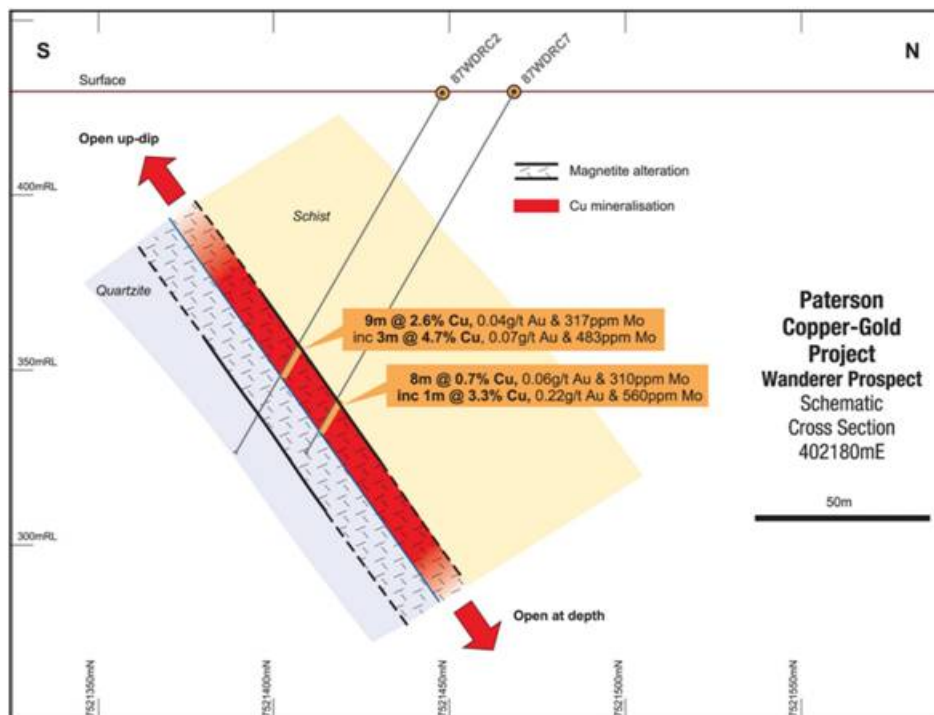 S
N
87WDRC2
87WDRC7
Surface
Open up-dip
400mRL
Magnetite alteration
Cu mineralisation
Schist
Quartzite
9m @ 2.6% Cu, 0.04g/t Au & 317ppm Mo
inc 3m @ 4.7% Cu, 0.07g/t Au & 483ppm Mo
350mRL
8m @ 0.7% Cu, 0.06g/t Au & 310ppm Mo
inc 1m @ 3.3% Cu, 0.22g/t Au & 560ppm Mo
Paterson
Copper-Gold
Project
Wanderer Prospect
Schematic
Cross Section
402180mE
50m
300mRL
Open at depth
7521350mN
7521400mN
7521450mN
7521500mN
7521550mN